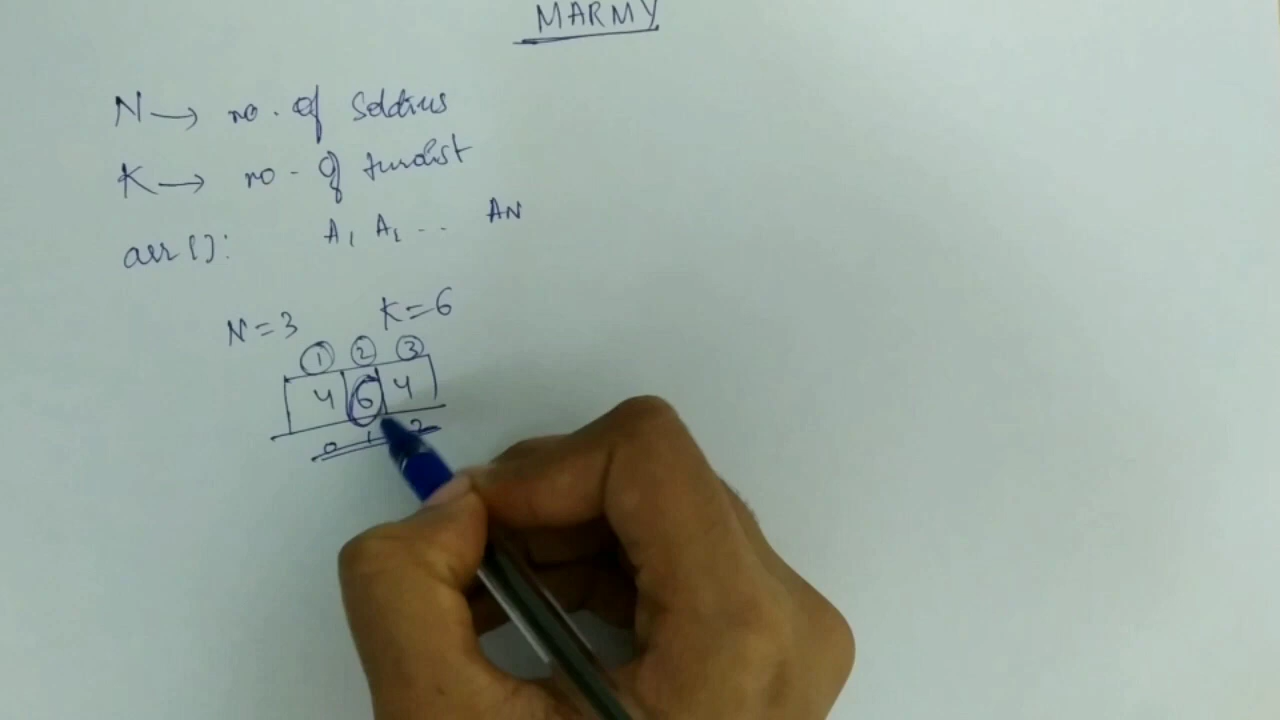 MARMY
N → no. of soldiers
K → no. of
arr[]: A1 A2 .. AN
N = 3 K = 6
1 2 3
4 6 4
0 1 2